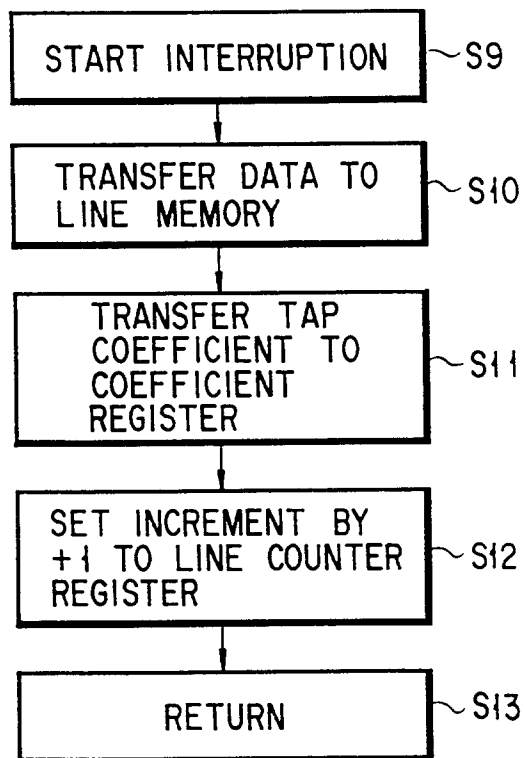 START INTERRUPTION
S9
TRANSFER DATA TO
LINE MEMORY
S10
TRANSFER TAP
COEFFICIENT TO
COEFFICIENT
REGISTER
S11
SET INCREMENT BY
+1 TO LINE COUNTER
REGISTER
S12
RETURN
S13